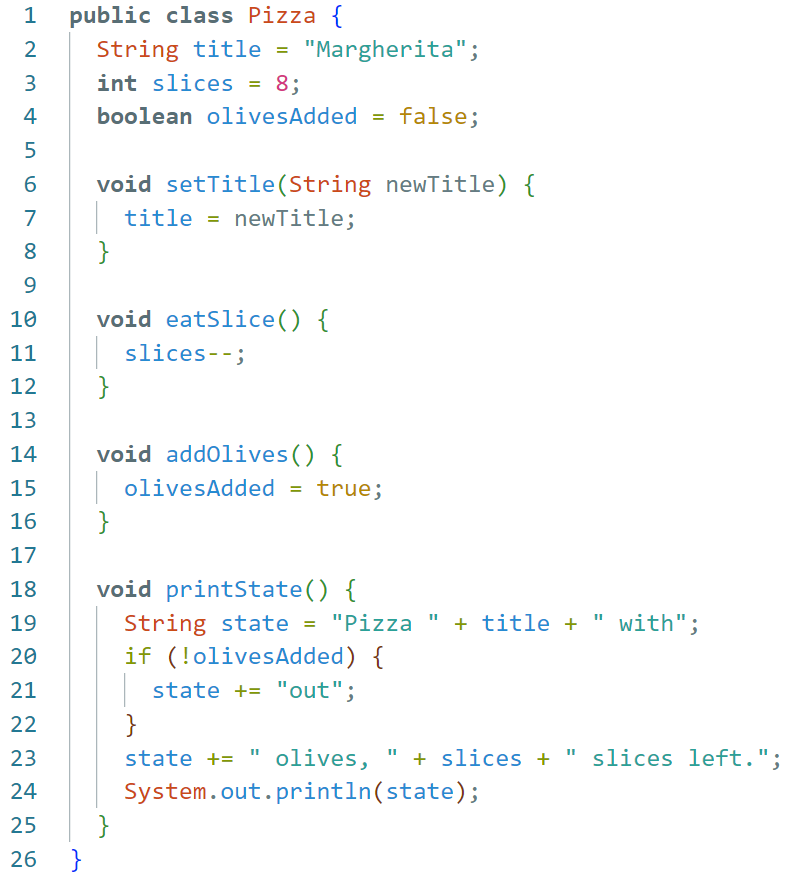 1 public class Pizza {
2   String title = "Margherita";
3   int slices = 8;
4   boolean olivesAdded = false;
5
6   void setTitle(String newTitle) {
7     title = newTitle;
8   }
9
10   void eatSlice() {
11     slices--;
12   }
13
14   void addOlives() {
15     olivesAdded = true;
16   }
17
18   void printState() {
19     String state = "Pizza " + title + " with";
20     if (!olivesAdded) {
21       state += "out";
22     }
23     state += " olives, " + slices + " slices left.";
24     System.out.println(state);
25   }
26 }